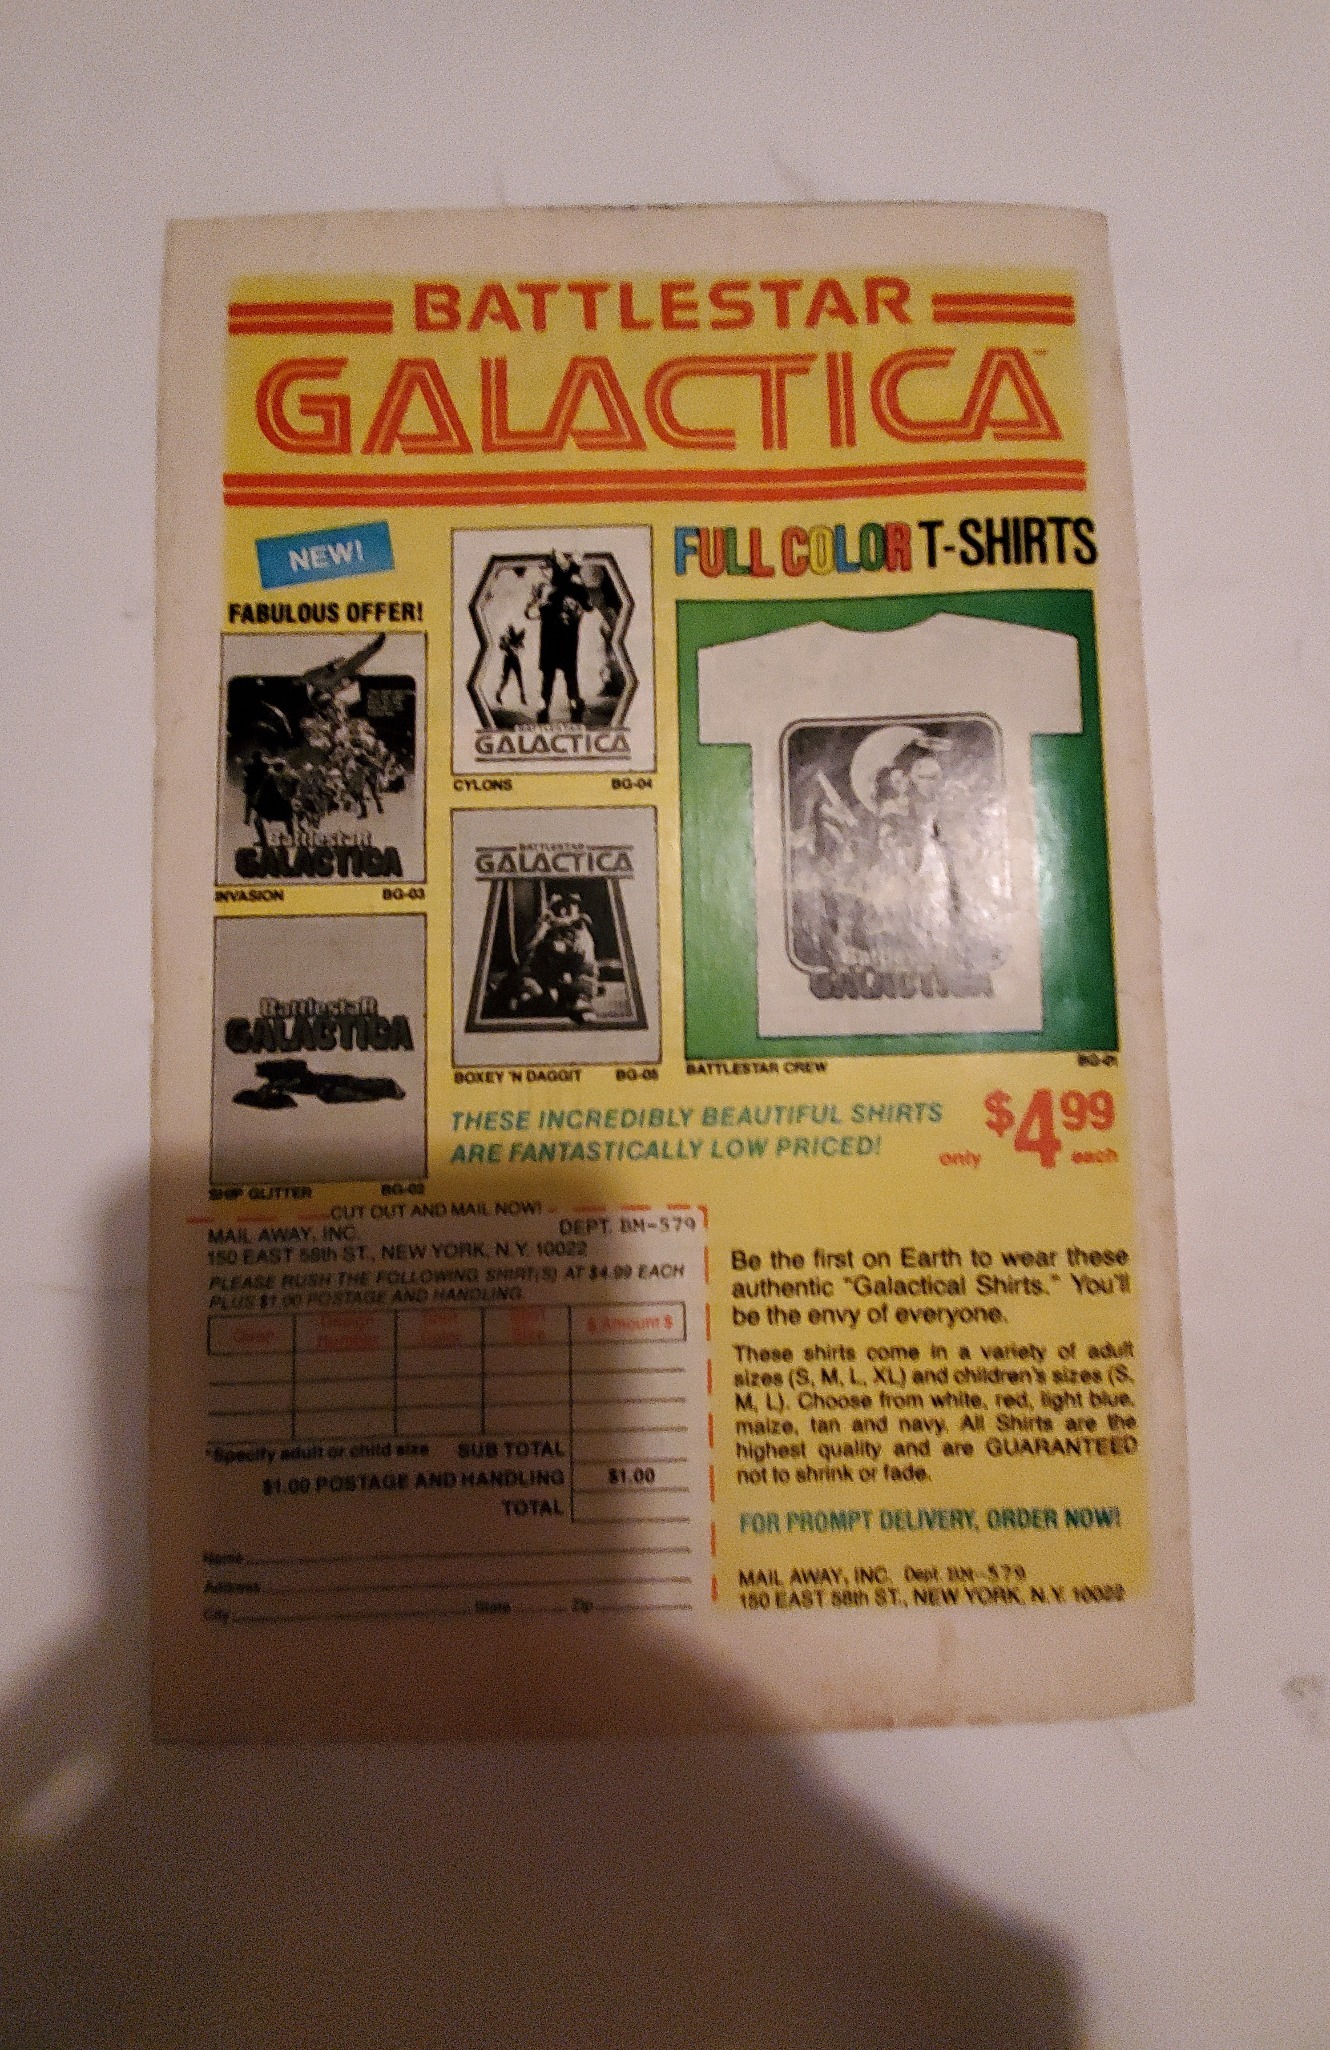 BATTLESTAR
GALACTICA™
NEW!
FABULOUS OFFER!
FULL COLOR T-SHIRTS
BattlestaR
GALACTICA
INVASION BG-03
BATTLESTAR
GALACTICA
CYLONS BG-04
BattlestaR
GALACTICA
SHIP GLITTER BG-02
BATTLESTAR
GALACTICA
BOXEY 'N DAGGIT BG-05
BattlestaR
GALACTICA
BATTLESTAR CREW BG-01
THESE INCREDIBLY BEAUTIFUL SHIRTS
ARE FANTASTICALLY LOW PRICED!
only $4.99 each
CUT OUT AND MAIL NOW!
MAIL AWAY, INC. DEPT. BM-579
150 EAST 58th ST., NEW YORK, N.Y. 10022
PLEASE RUSH THE FOLLOWING SHIRT(S) AT $4.99 EACH
PLUS $1.00 POSTAGE AND HANDLING
$ Amount $
*Specify adult or child size SUB TOTAL
$1.00 POSTAGE AND HANDLING $1.00
TOTAL
Name
Address
City State Zip
Be the first on Earth to wear these
authentic "Galactical Shirts." You'll
be the envy of everyone.
These shirts come in a variety of adult
sizes (S, M, L, XL) and children's sizes (S,
M, L). Choose from white, red, light blue,
maize, tan and navy. All Shirts are the
highest quality and are GUARANTEED
not to shrink or fade.
FOR PROMPT DELIVERY, ORDER NOW!
MAIL AWAY, INC. Dept. BM-579
150 EAST 58th ST., NEW YORK, N.Y. 10022